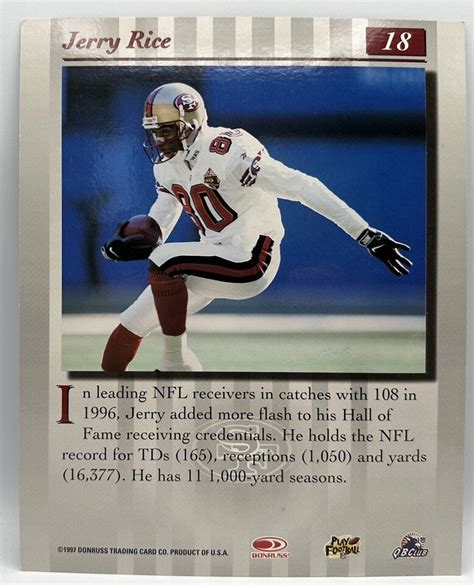 Jerry Rice
18
80
In leading NFL receivers in catches with 108 in
1996, Jerry added more flash to his Hall of
Fame receiving credentials. He holds the NFL
record for TDs (165), receptions (1,050) and yards
(16,377). He has 11 1,000-yard seasons.
©1997 DONRUSS TRADING CARD CO. PRODUCT OF U.S.A.
DONRUSS
PLAY
FOOTBALL
QB CLUB